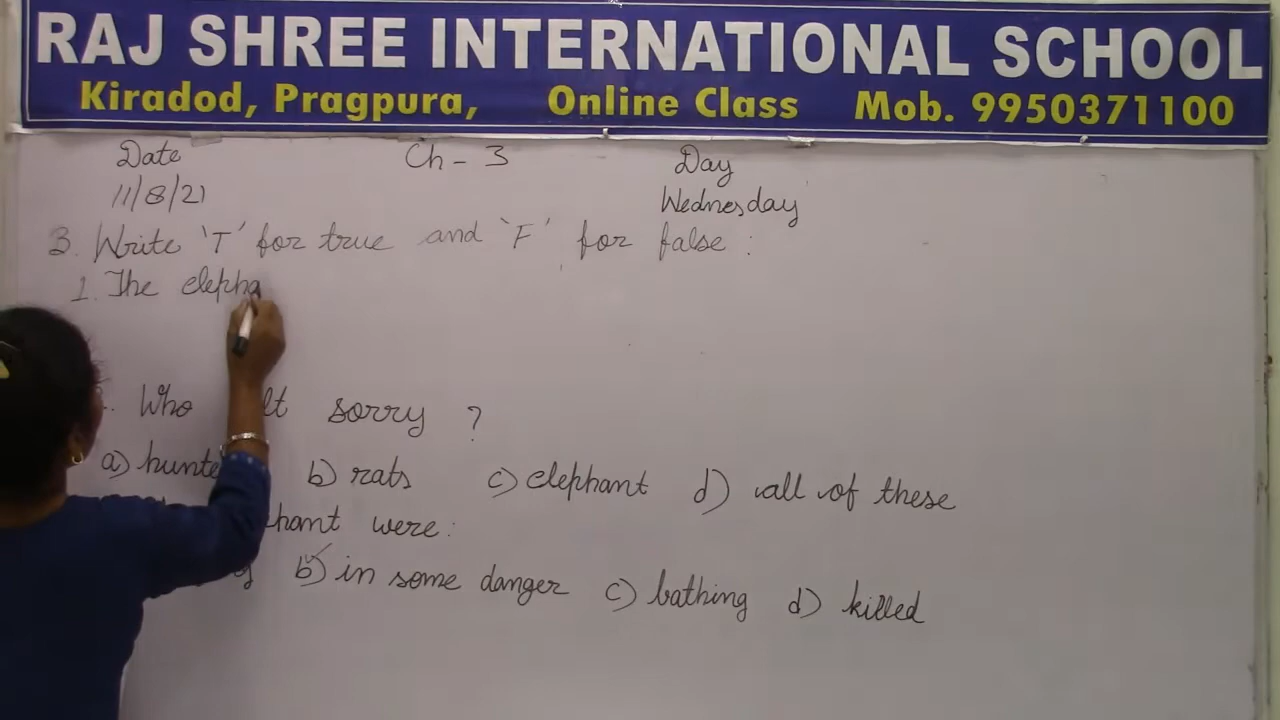 RAJ SHREE INTERNATIONAL SCHOOL
Kiradod, Pragpura, Online Class Mob. 9950371100
Date Ch - 3 Day
11/8/21 Wednesday
3. Write 'T' for true and 'F' for false :
1. The elepha
Who sorry ?
a) hunte b) rats c) elephant d) all of these
hant were :
b) in some danger c) bathing d) killed